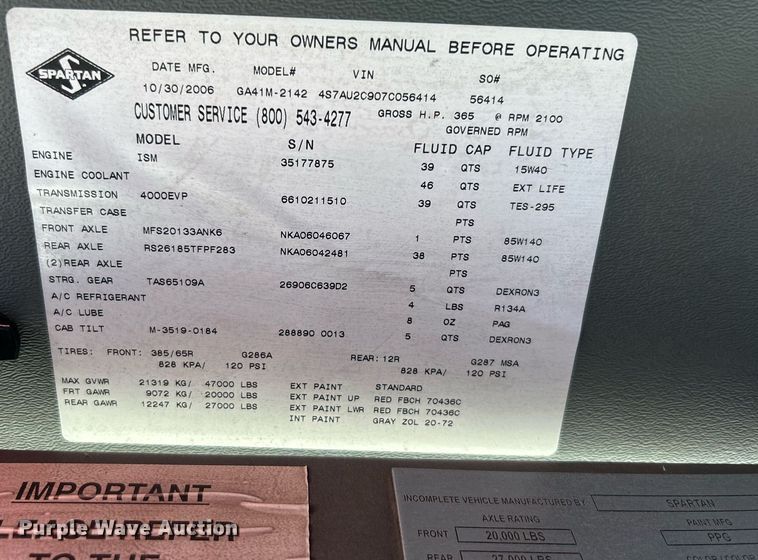 REFER TO YOUR OWNERS MANUAL BEFORE OPERATING
SPARTAN
DATE MFG. MODEL# VIN SO#
10/30/2006 GA41M-2142 4S7AU2C907C056414 56414
CUSTOMER SERVICE (800) 543-4277 GROSS H.P. 365 @ RPM 2100
GOVERNED RPM
MODEL S/N FLUID CAP FLUID TYPE
ENGINE ISM 35177875 39 QTS 15W40
ENGINE COOLANT 46 QTS EXT LIFE
TRANSMISSION 4000EVP 6610211510 39 QTS TES-295
TRANSFER CASE PTS
FRONT AXLE MFS20133ANK6 NKA06046067 1 PTS 85W140
REAR AXLE RS26185TFPF283 NKA06042481 38 PTS 85W140
(2)REAR AXLE PTS
STRG. GEAR TAS65109A 26906C639D2 5 QTS DEXRON3
A/C REFRIGERANT 4 LBS R134A
A/C LUBE 8 OZ PAG
CAB TILT M-3519-0184 288890 0013 5 QTS DEXRON3
TIRES: FRONT: 385/65R G286A REAR: 12R G287 MSA
828 KPA/ 120 PSI 828 KPA/ 120 PSI
MAX GVWR 21319 KG/ 47000 LBS EXT PAINT STANDARD
FRT GAWR 9072 KG/ 20000 LBS EXT PAINT UP RED FBCH 70436C
REAR GAWR 12247 KG/ 27000 LBS EXT PAINT LWR RED FBCH 70436C
INT PAINT GRAY ZOL 20-72
IMPORTANT
Purple Wave Auction
TO THE
INCOMPLETE VEHICLE MANUFACTURED BY SPARTAN
AXLE RATING PAINT MFG
FRONT 20,000 LBS PPG
REAR 27,000 LBS